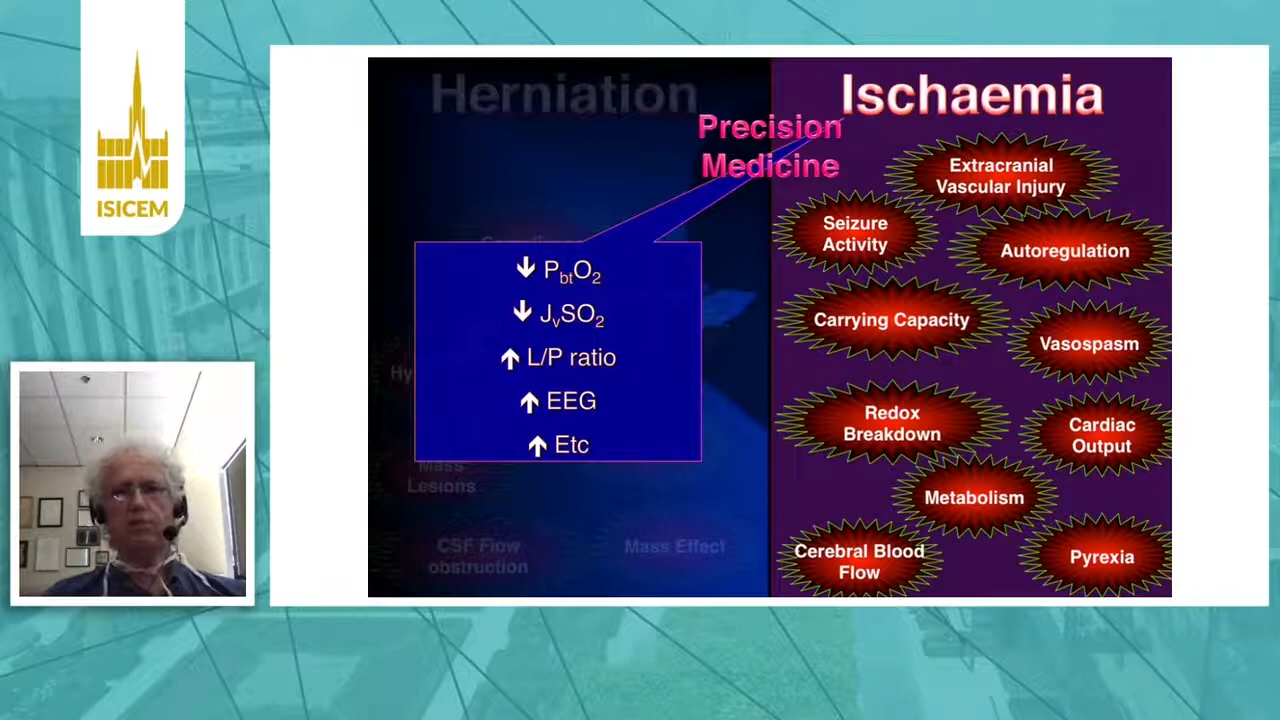 ISICEM
Herniation
Ischaemia
Precision
Medicine
↓ PbtO2
↓ JvSO2
↑ L/P ratio
↑ EEG
↑ Etc
Mass
Lesions
CSF Flow
obstruction
Mass Effect
Extracranial
Vascular Injury
Seizure
Activity
Autoregulation
Carrying Capacity
Vasospasm
Redox
Breakdown
Cardiac
Output
Metabolism
Cerebral Blood
Flow
Pyrexia